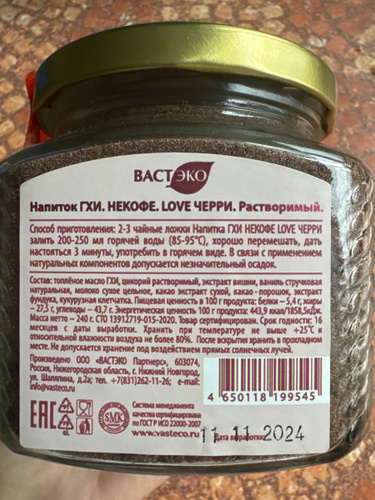 ВАСТЭКО
Напиток ГХИ. НЕКОФЕ. LOVE ЧЕРРИ. Растворимый.
Способ приготовления: 2-3 чайные ложки Напитка ГХИ НЕКОФЕ LOVE ЧЕРРИ
залить 200-250 мл горячей воды (85-95°С), хорошо перемешать, дать
настояться 3 минуты, употребить в горячем виде. В связи с применением
натуральных компонентов допускается незначительный осадок.
Состав: топлёное масло ГХИ, цикорий растворимый, экстракт вишни, ваниль стручковая
натуральная, молоко сухое цельное, какао экстракт сухой, какао - порошок, экстракт
фундука, кукурузная клетчатка. Пищевая ценность в 100 г продукта: белки – 5,4 г, жиры
– 27,5 г, углеводы – 43,7 г. Энергетическая ценность 100 г продукта: 443,9 ккал/1858,5кДж.
Масса нетто - 240 г. СТО 13912719-015-2020. Товар сертифицирован. Срок годности: 16
месяцев с даты выработки. Хранить при температуре не выше +25°С и
относительной влажности воздуха не более 80%. После вскрытия хранить в прохладном
месте. Не допускается хранение под воздействием прямых солнечных лучей.
Произведено ООО «ВАСТЭКО Партнерс», 603074,
Россия, Нижегородская область, г. Нижний Новгород,
ул. Шаляпина, д.2а; тел. +7(831)262-11-26; e-mail:
info@vasteco.ru
4 650118 199545
EAC
SMK
Система менеджмента
качества сертифицирована
по ГОСТ Р ИСО 22000-2007
www.vasteco.ru
Дата выработки:
11.11.2024